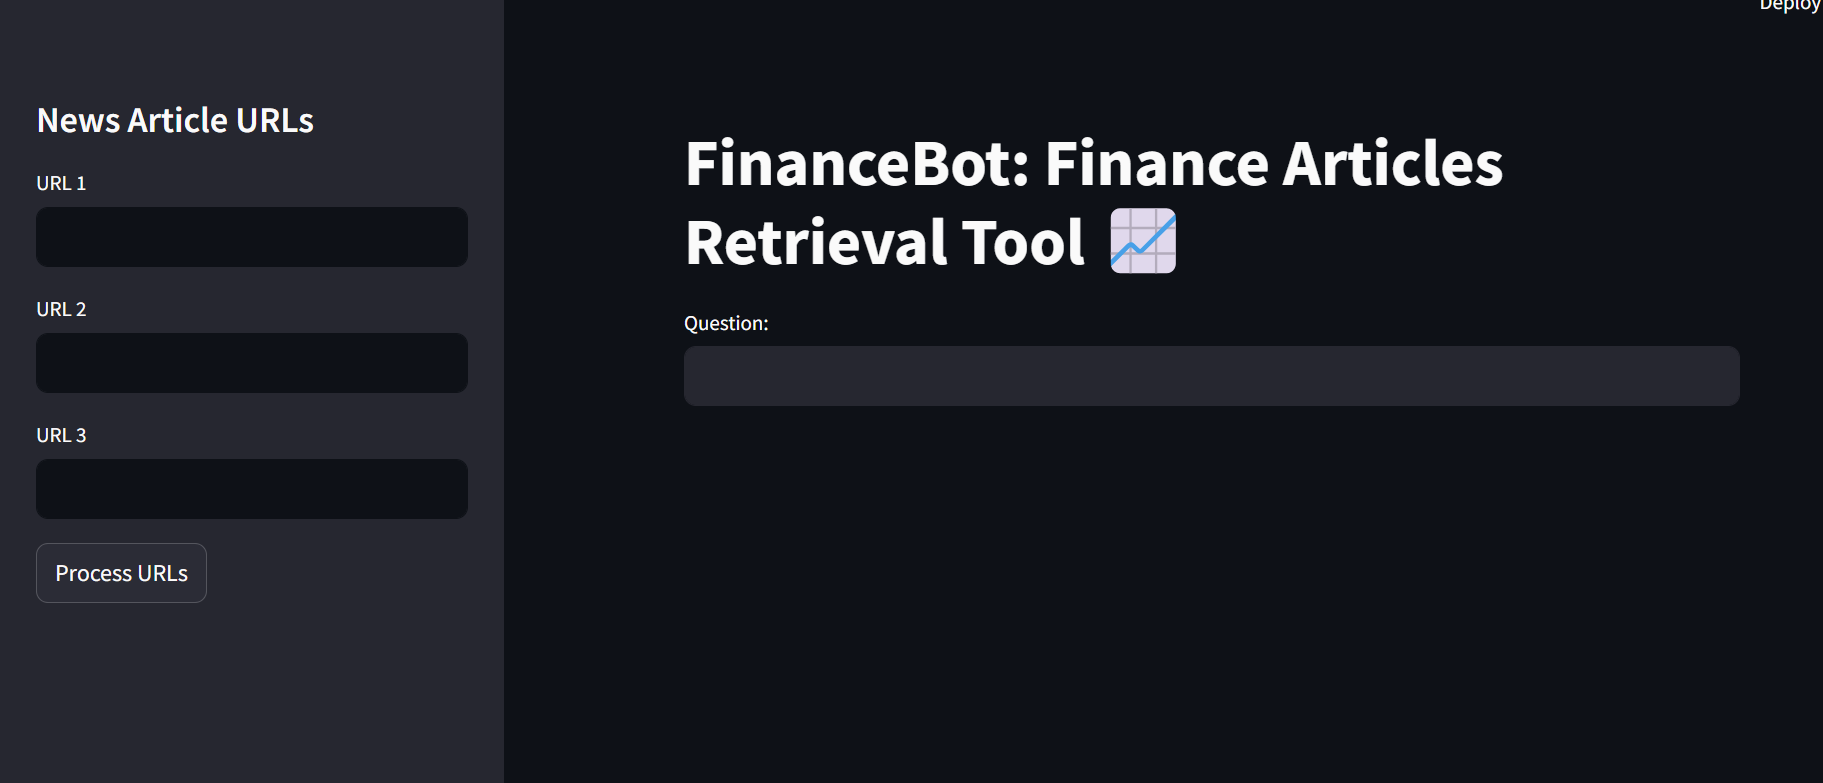 Deploy
News Article URLs
URL 1
URL 2
URL 3
Process URLs
FinanceBot: Finance Articles
Retrieval Tool
Question: